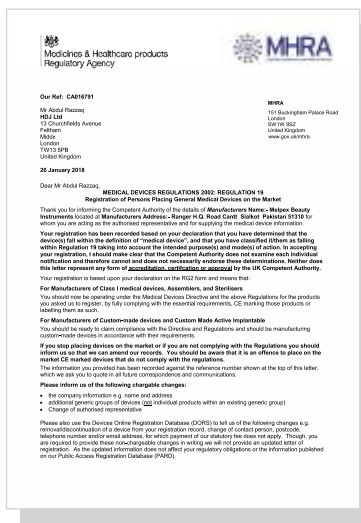 Medicines & Healthcare products
Regulatory Agency
MHRA
Our Ref: CA016791
Mr Abdul Razzaq
HDJ Ltd
13 Churchfields Avenue
Feltham
Middx
London
TW13 5PB
United Kingdom
MHRA
151 Buckingham Palace Road
London
SW1W 9SZ
United Kingdom
www.gov.uk/mhra
26 January 2018
Dear Mr Abdul Razzaq,
MEDICAL DEVICES REGULATIONS 2002: REGULATION 19
Registration of Persons Placing General Medical Devices on the Market
Thank you for informing the Competent Authority of the details of Manufacturers Name:- Melpex Beauty
Instruments located at Manufacturers Address:- Ranger H.Q. Road Cantt Sialkot Pakistan 51310 for
whom you are acting as the authorised persons and for supplying the medical device information.
Your registration has been recorded based on your declaration that you have determined that the
device(s) fall within the definition of "medical device", and that you have classified it/them as falling
within Regulation 19 taking into account the intended purpose(s) and mode(s) of action. In accepting
your registration, I should make clear that the Competent Authority does not examine each individual
notification and therefore cannot and does not necessarily endorse these determinations. Neither does
this letter represent any form of accreditation, certifcation or approval by the UK Competent Authority.
Your registration is based upon your declaration on the RG2 form and means that:
For Manufacturers of Class I medical devices, Assemblers, and Sterilisers
You should now be operating under the Medical Devices Directive and the above Regulations for the products
you asked us to register, by fully complying with the essential requirements, CE marking those products or
labelling them as such.
For Manufacturers of Custom-made devices and Custom Made Active Implantable
You should be ready to claim compliance with the Directive and Regulations and should be manufacturing
custom-made devices in accordance with their requirements.
If you stop placing devices on the market or if you are not complying with the Regulations you should
inform us so that we can amend our records. You should be aware that it is an offence to place on the
market CE marked devices that do not comply with the regulations.
The information you provided has been recorded against the reference number shown at the top of this letter,
which we ask you to quote in all future correspondence and communications.
Please inform us of the following chargable changes:
• the company information e.g. name and address
• additional generic groups of devices (not individual products within an existing generic group)
• Change of authorised representative
Please also use the Devices Online Registration Database (DORS) to tell us of the following changes e.g.
removal/discontinuation of a device from your registration record, change of contact person, postcode,
telephone number and/or email address, for which payment of our statutory fee does not apply. Though, you
are required to provide these non-chargeable changes in writing we will not provide an updated letter of
registration. As the updated information does not affect your regulatory obligations or the information published
on our Public Access Registration Database (PARD).